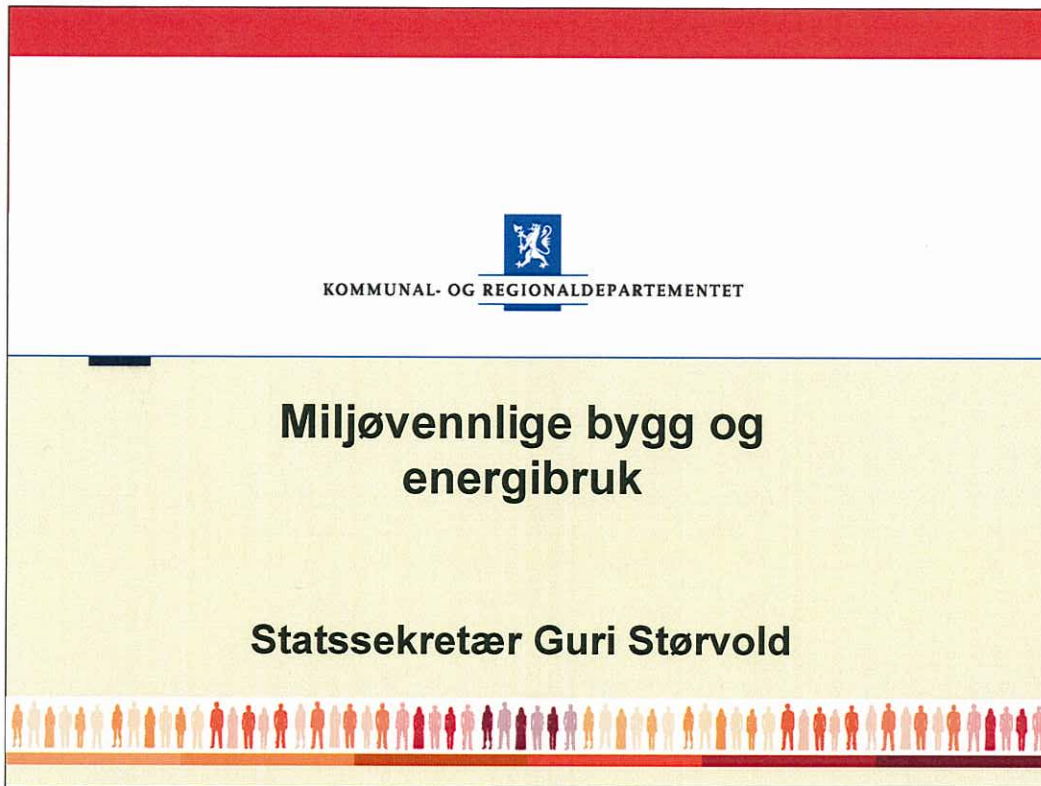 KOMMUNAL- OG REGIONALDEPARTEMENTET
Miljøvennlige bygg og
energibruk
Statssekretær Guri Størvold